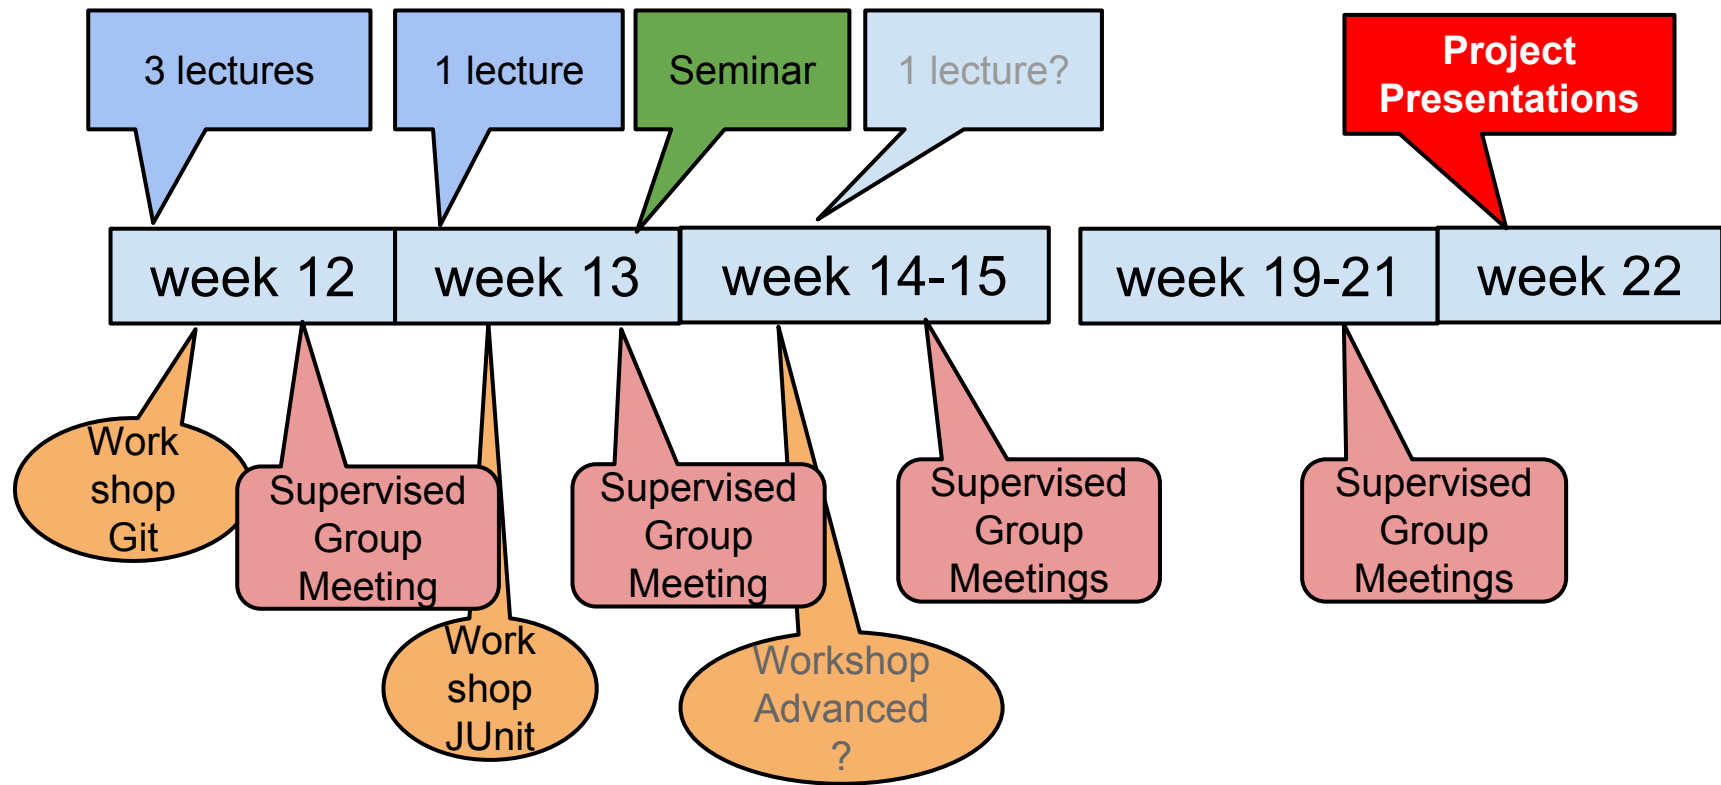 3 lectures
1 lecture
Seminar
1 lecture?
Project
Presentations
week 12
week 13
week 14-15
week 19-21
week 22
Work
shop
Git
Supervised
Group
Meeting
Work
shop
JUnit
Supervised
Group
Meeting
Workshop
Advanced
?
Supervised
Group
Meetings
Supervised
Group
Meetings